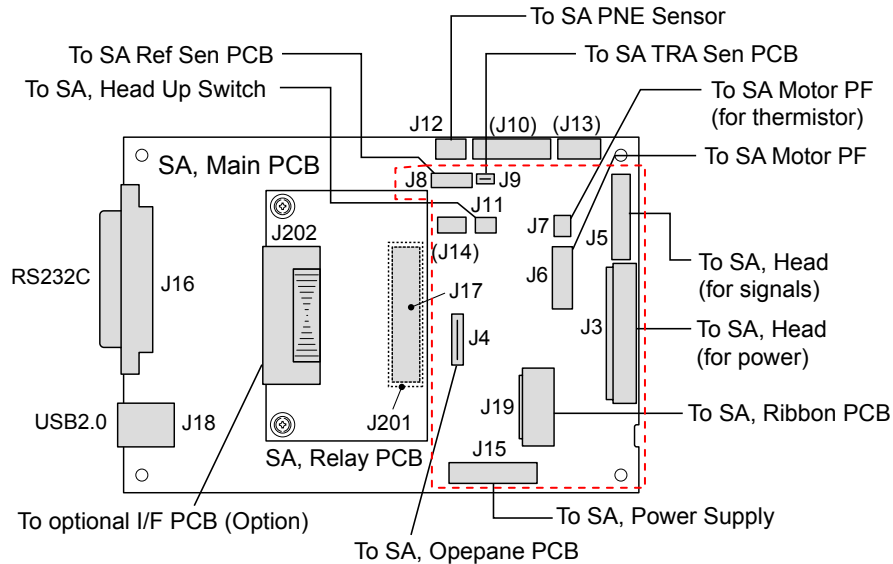 To SA PNE Sensor
To SA Ref Sen PCB
To SA TRA Sen PCB
To SA, Head Up Switch
To SA Motor PF
(for thermistor)
To SA Motor PF
J12
(J10)
(J13)
SA, Main PCB
J8
J9
J11
J7
J5
J202
(J14)
J6
RS232C
J16
J17
To SA, Head
(for signals)
J4
J3
To SA, Head
(for power)
J19
To SA, Ribbon PCB
USB2.0
J18
J201
SA, Relay PCB
J15
To optional I/F PCB (Option)
To SA, Power Supply
To SA, Opepane PCB